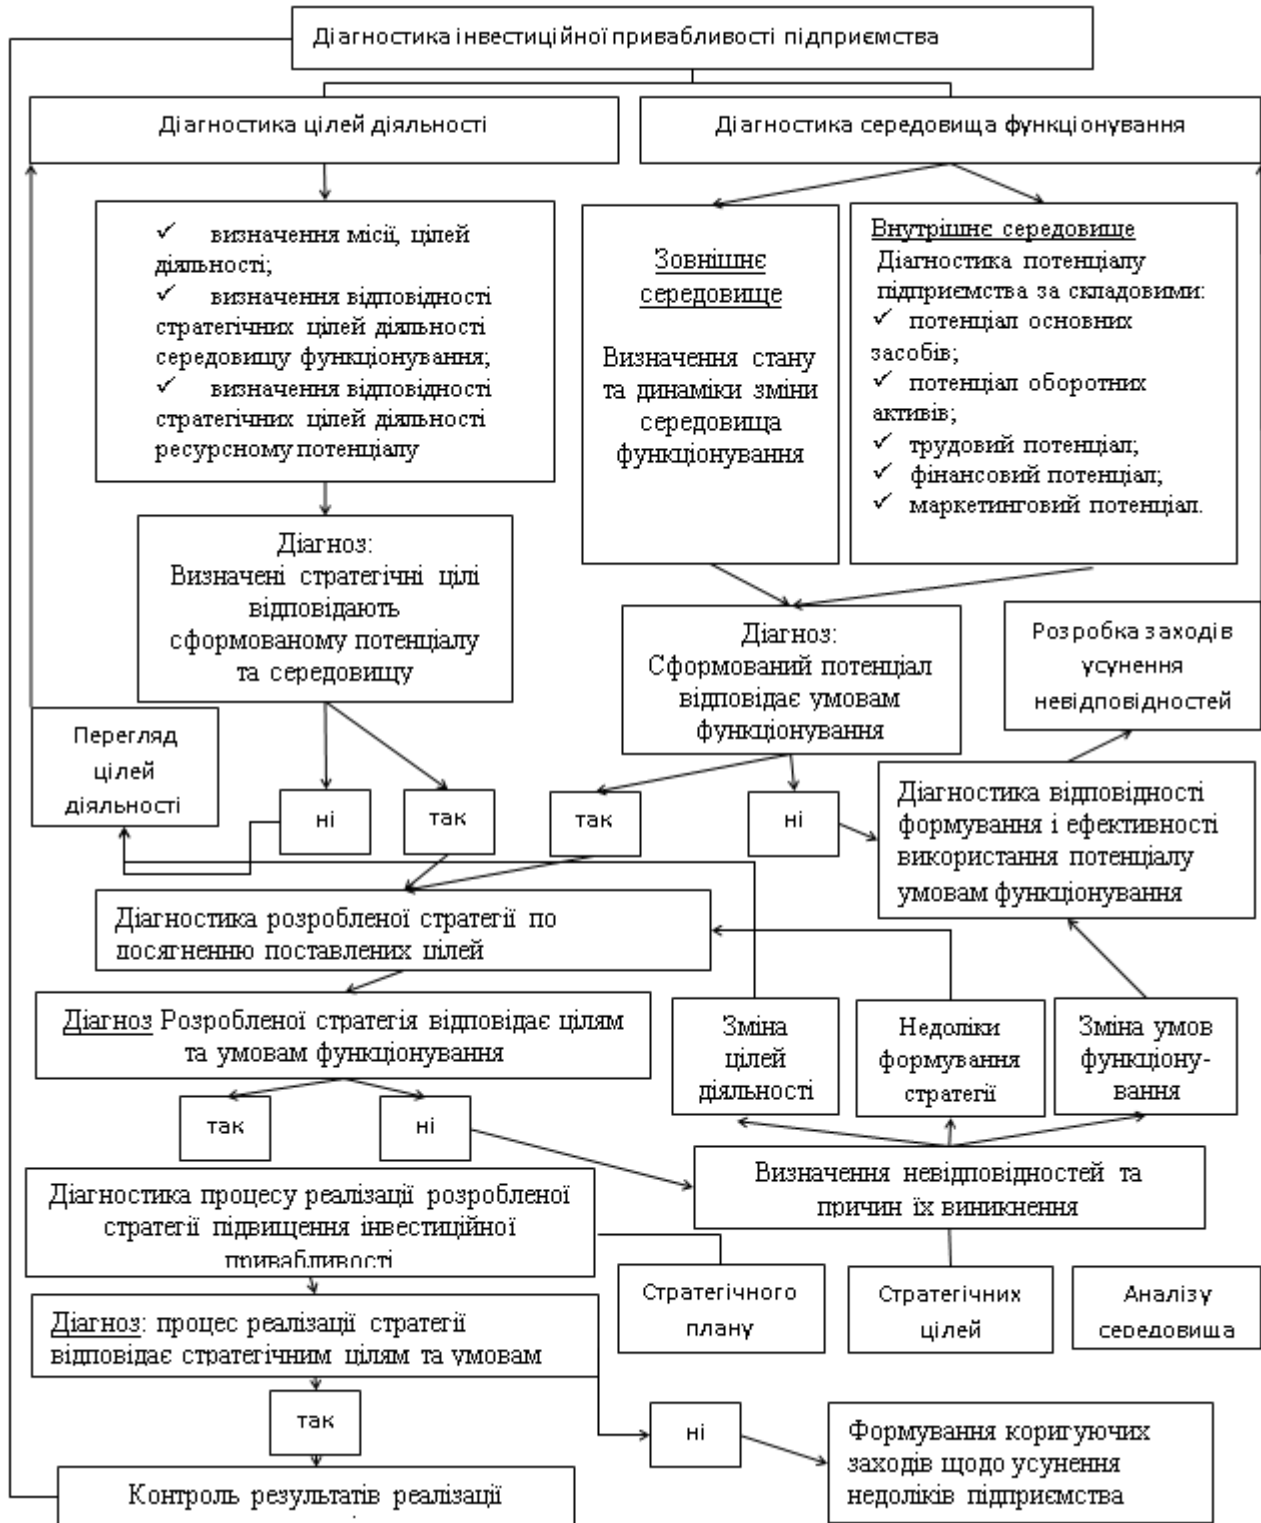 Діагностика інвестиційної привабливості підприємства
Діагностика цілей діяльності
Діагностика середовища функціонування
✓ визначення місії, цілей
діяльності;
✓ визначення відповідності
стратегічних цілей діяльності
середовищу функціонування;
✓ визначення відповідності
стратегічних цілей діяльності
ресурсному потенціалу
Зовнішнє
середовище
Визначення стану
та динаміки зміни
середовища
функціонування
Внутрішнє середовище
Діагностика потенціалу
підприємства за складовими:
✓ потенціал основних
засобів;
✓ потенціал оборотних
активів;
✓ трудовий потенціал;
✓ фінансовий потенціал;
✓ маркетинговий потенціал.
Діагноз:
Визначені стратегічні цілі
відповідають
сформованому потенціалу
та середовищу
Діагноз:
Сформований потенціал
відповідає умовам
функціонування
Розробка заходів
усунення
невідповідностей
Перегляд
цілей
діяльності
ні
так
так
ні
Діагностика відповідності
формування і ефективності
використання потенціалу
умовам функціонування
Діагностика розробленої стратегії по
досягненню поставлених цілей
Діагноз Розробленої стратегія відповідає цілям
та умовам функціонування
Зміна
цілей
діяльності
Недоліки
формування
стратегії
Зміна умов
функціону-
вання
так
ні
Визначення невідповідностей та
причин їх виникнення
Діагностика процесу реалізації розробленої
стратегії підвищення інвестиційної
привабливості
Стратегічного
плану
Стратегічних
цілей
Аналізу
середовища
Діагноз: процес реалізації стратегії
відповідає стратегічним цілям та умовам
так
ні
Формування коригуючих
заходів щодо усунення
недоліків підприємства
Контроль результатів реалізації